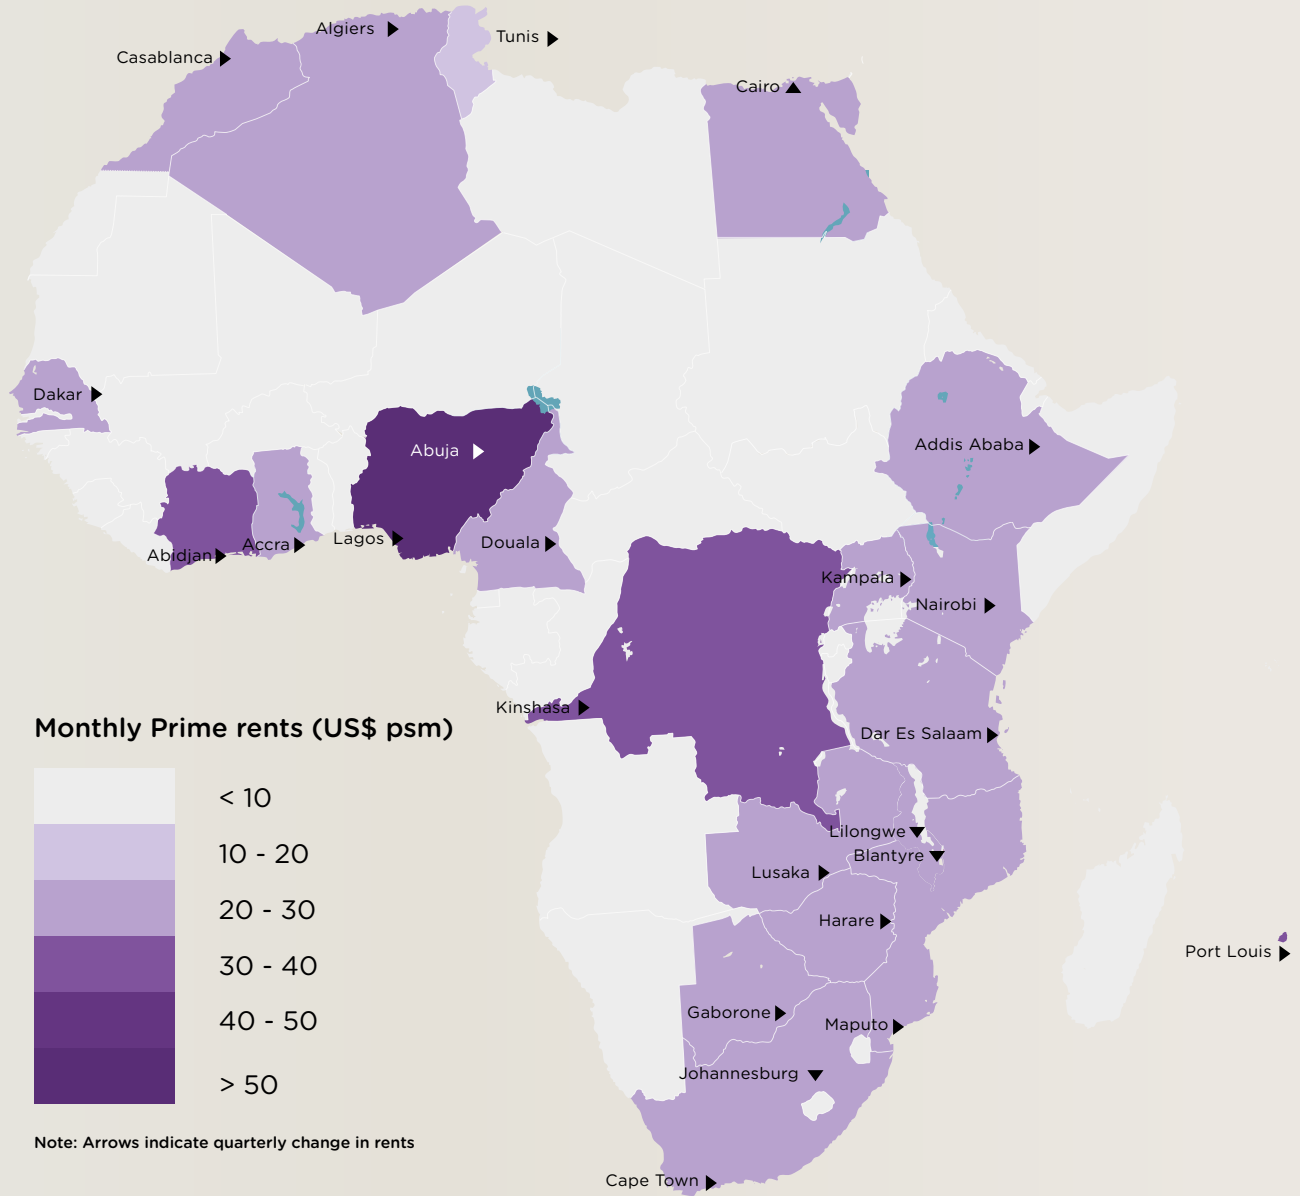 Algiers
Tunis
Casablanca
Cairo
Dakar
Addis Ababa
Abuja
Lagos
Accra
Abidjan
Douala
Kampala
Nairobi
Kinshasa
Dar Es Salaam
Lilongwe
Blantyre
Lusaka
Harare
Port Louis
Gaborone
Maputo
Johannesburg
Cape Town
Monthly Prime rents (US$ psm)
< 10
10 - 20
20 - 30
30 - 40
40 - 50
> 50
Note: Arrows indicate quarterly change in rents